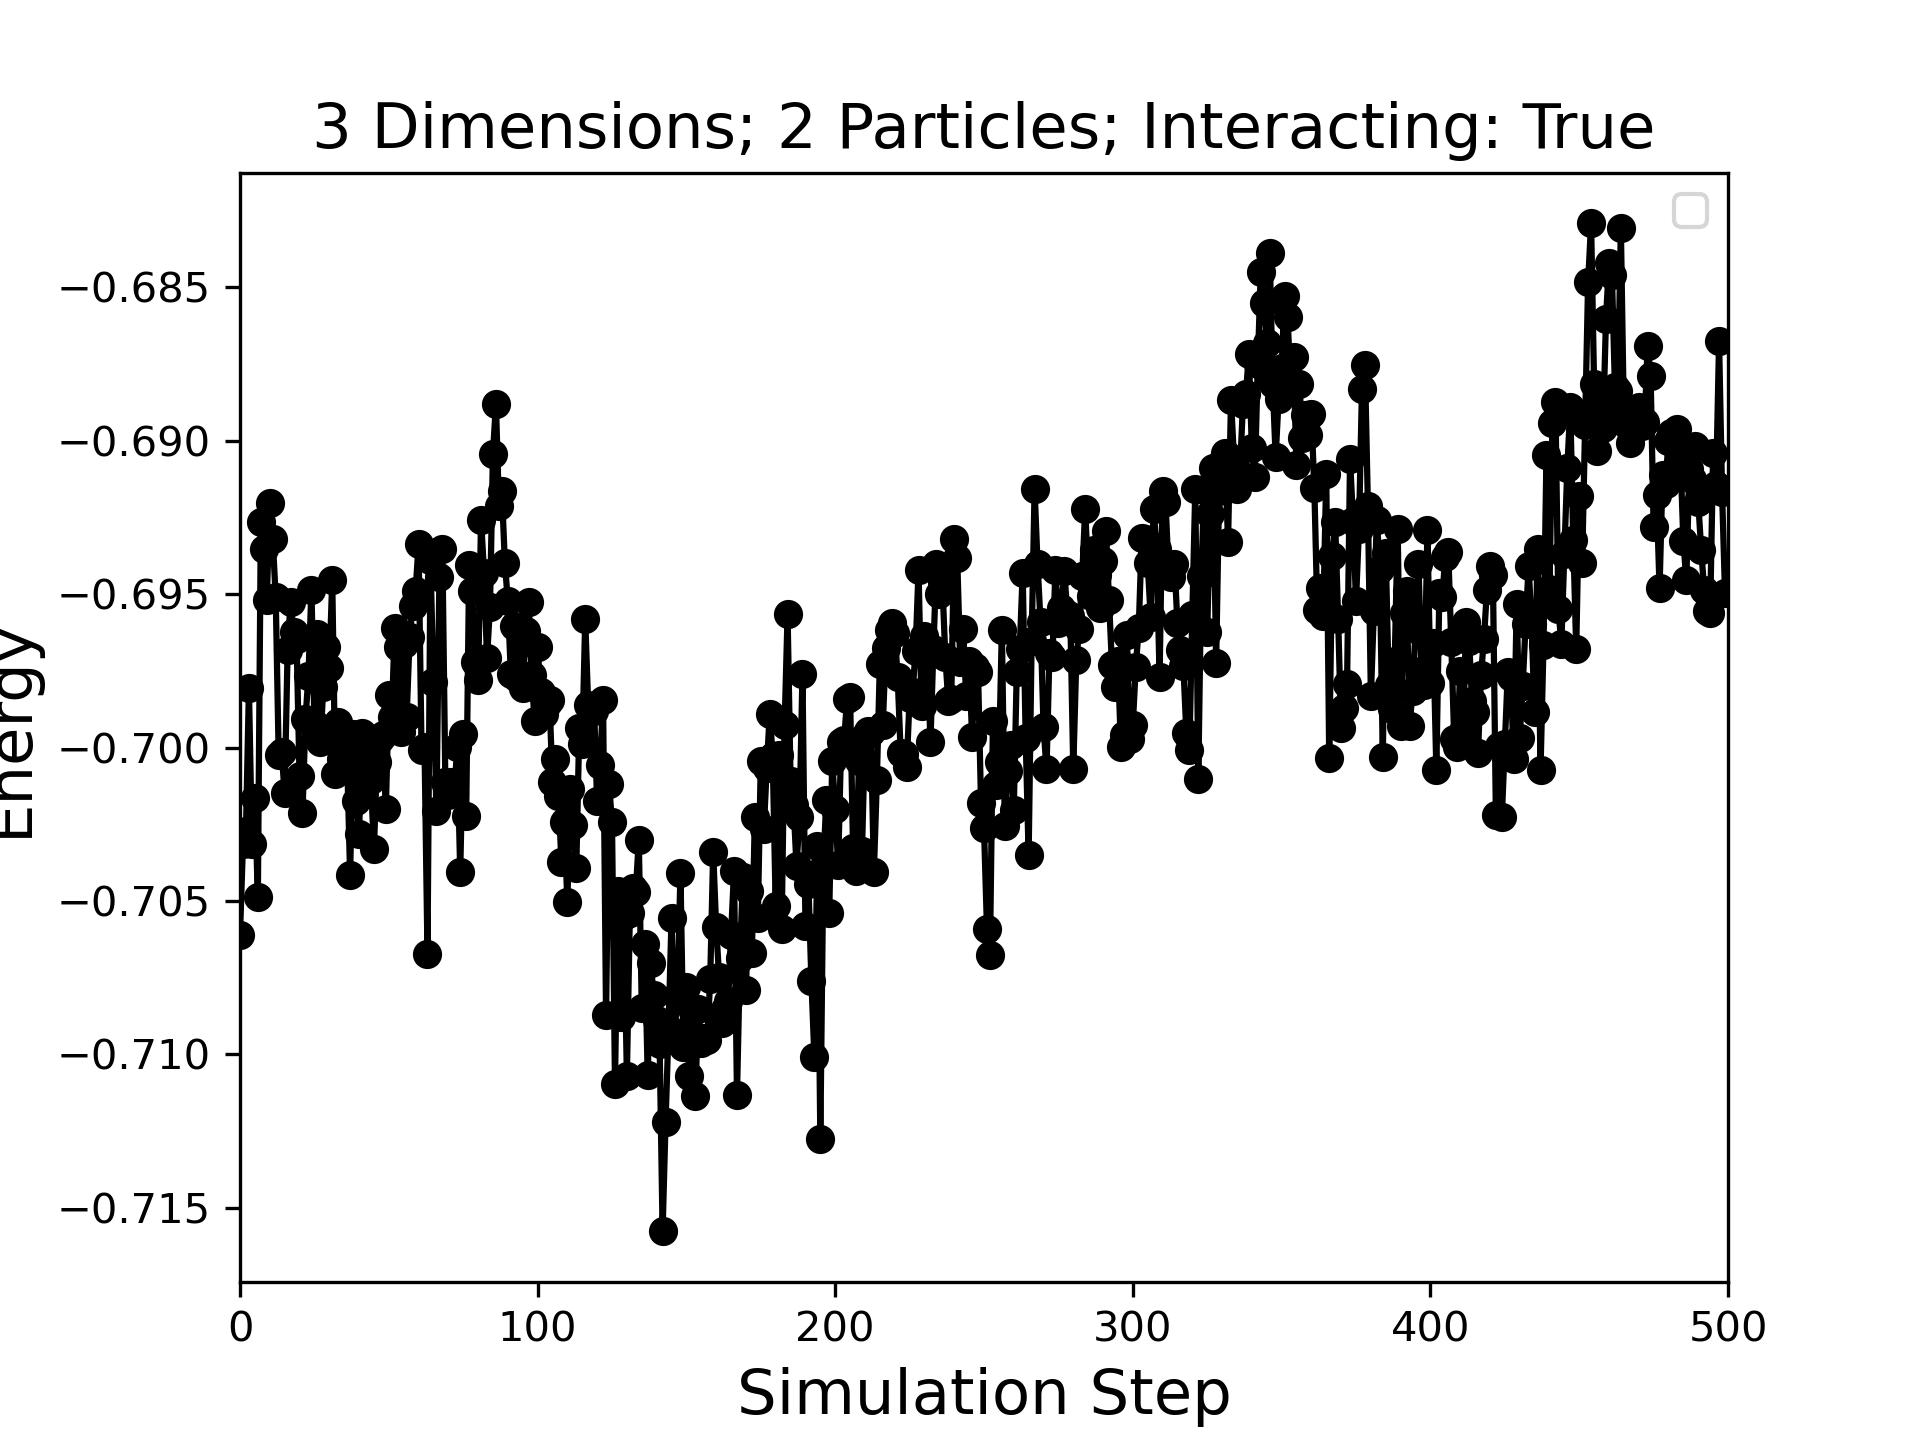 3 Dimensions; 2 Particles; Interacting: True
−0.685
−0.690
−0.695
−0.700
−0.705
−0.710
−0.715
Energy
0 100 200 300 400 500
Simulation Step